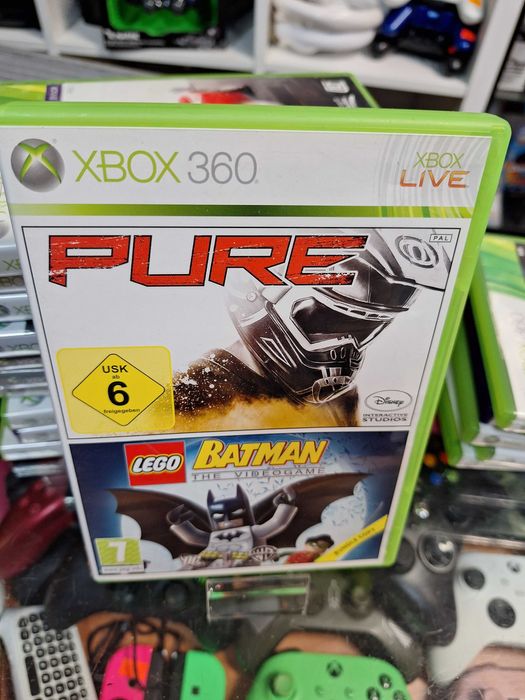 XBOX 360
XBOX
LIVE
PURE
PAL
USK
ab
6
freigegeben
Disney
INTERACTIVE
STUDIOS
LEGO BATMAN
THE VIDEOGAME
7